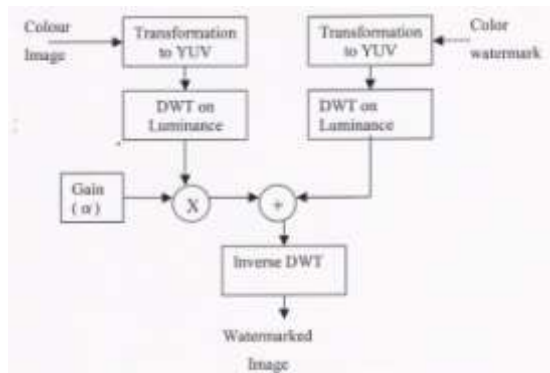 Colour
Image
Transformation
to YUV
Transformation
to YUV
Color
watermark
DWT on
Luminance
DWT on
Luminance
Gain
( α )
X
+
Inverse DWT
Watermarked
Image